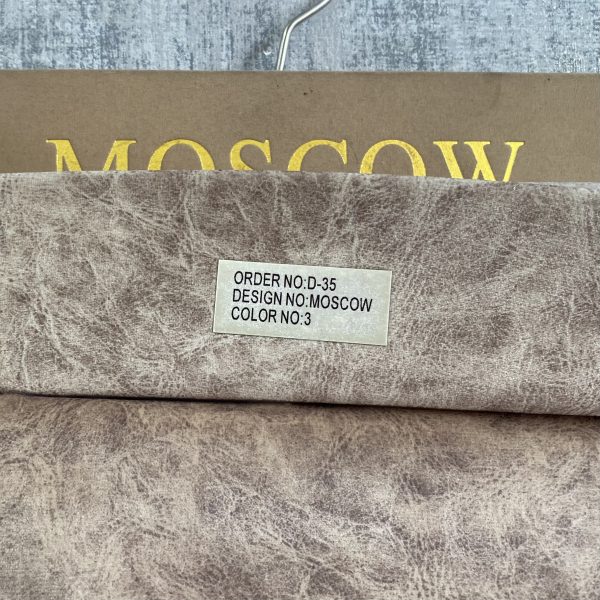 MOSCOW
ORDER NO:D-35
DESIGN NO:MOSCOW
COLOR NO:3